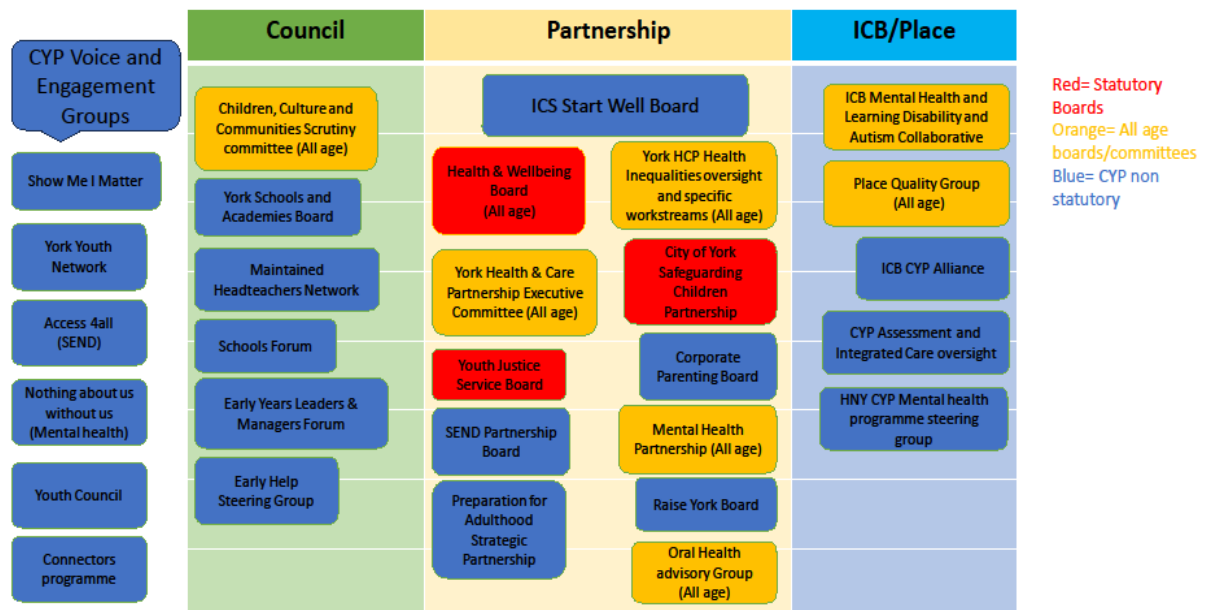 Council
Partnership
ICB/Place
CYP Voice and
Engagement
Groups
Show Me I Matter
York Youth
Network
Access 4all
(SEND)
Nothing about us
without us
(Mental health)
Youth Council
Connectors
programme
Children, Culture and
Communities Scrutiny
committee (All age)
York Schools and
Academies Board
Maintained
Headteachers Network
Schools Forum
Early Years Leaders &
Managers Forum
Early Help
Steering Group
ICS Start Well Board
Health & Wellbeing
Board
(All age)
York Health & Care
Partnership Executive
Committee (All age)
Youth Justice
Service Board
SEND Partnership
Board
Preparation for
Adulthood
Strategic
Partnership
York HCP Health
Inequalities oversight
and specific
workstreams (All age)
City of York
Safeguarding
Children
Partnership
Corporate
Parenting Board
Mental Health
Partnership (All age)
Raise York Board
Oral Health
advisory Group
(All age)
ICB Mental Health and
Learning Disability and
Autism Collaborative
Place Quality Group
(All age)
ICB CYP Alliance
CYP Assessment and
Integrated Care oversight
HNY CYP Mental health
programme steering
group
Red= Statutory
Boards
Orange= All age
boards/committees
Blue= CYP non
statutory